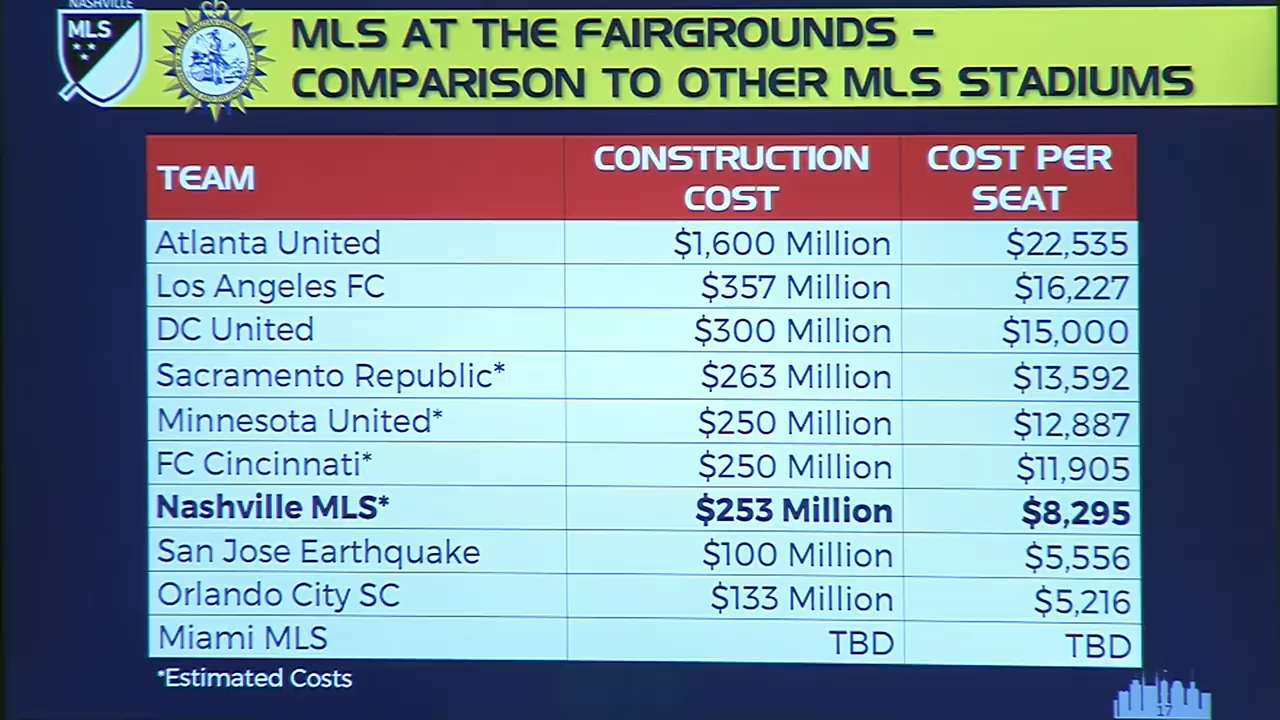 NASHVILLE
MLS
MLS AT THE FAIRGROUNDS –
COMPARISON TO OTHER MLS STADIUMS
TEAM CONSTRUCTION COST COST PER SEAT
Atlanta United $1,600 Million $22,535
Los Angeles FC $357 Million $16,227
DC United $300 Million $15,000
Sacramento Republic* $263 Million $13,592
Minnesota United* $250 Million $12,887
FC Cincinnati* $250 Million $11,905
Nashville MLS* $253 Million $8,295
San Jose Earthquake $100 Million $5,556
Orlando City SC $133 Million $5,216
Miami MLS TBD TBD
*Estimated Costs
17